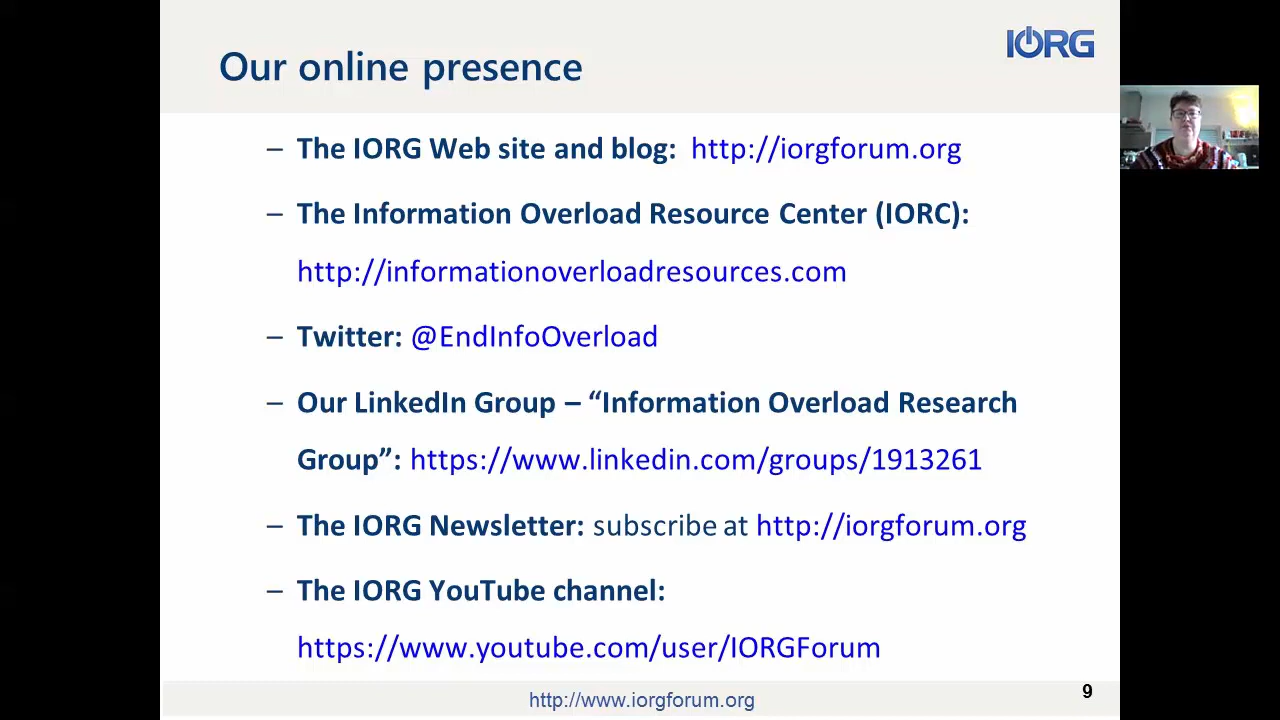 IORG
Our online presence
– The IORG Web site and blog: http://iorgforum.org
– The Information Overload Resource Center (IORC):
http://informationoverloadresources.com
– Twitter: @EndInfoOverload
– Our LinkedIn Group – “Information Overload Research
Group”: https://www.linkedin.com/groups/1913261
– The IORG Newsletter: subscribe at http://iorgforum.org
– The IORG YouTube channel:
https://www.youtube.com/user/IORGForum
http://www.iorgforum.org
9